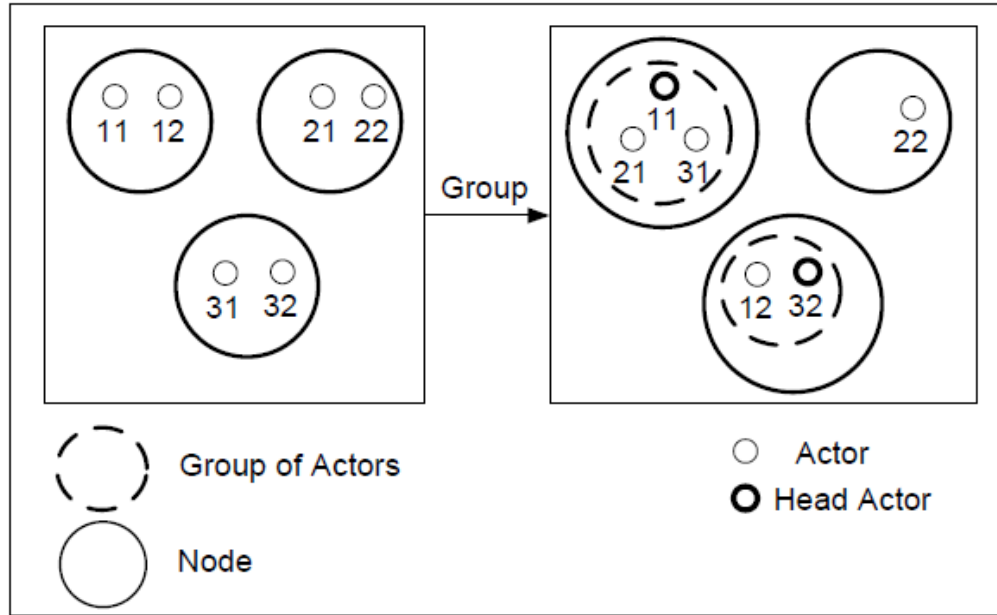 11 12
21 22
31 32
Group
11
21 31
22
12 32
Group of Actors
Node
Actor
Head Actor